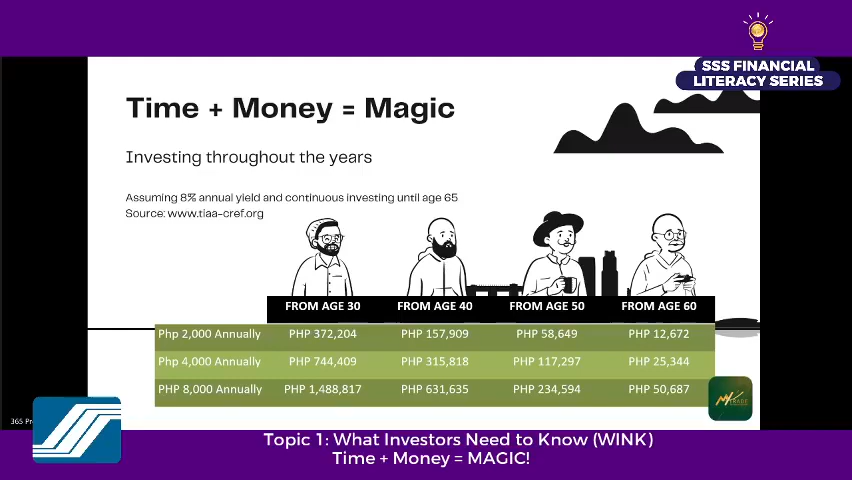 SSS FINANCIAL
LITERACY SERIES
Time + Money = Magic
Investing throughout the years
Assuming 8% annual yield and continuous investing until age 65
Source: www.tiaa-cref.org
FROM AGE 30 FROM AGE 40 FROM AGE 50 FROM AGE 60
Php 2,000 Annually PHP 372,204 PHP 157,909 PHP 58,649 PHP 12,672
Php 4,000 Annually PHP 744,409 PHP 315,818 PHP 117,297 PHP 25,344
PHP 8,000 Annually PHP 1,488,817 PHP 631,635 PHP 234,594 PHP 50,687
365
Topic 1: What Investors Need to Know (WINK)
Time + Money = MAGIC!